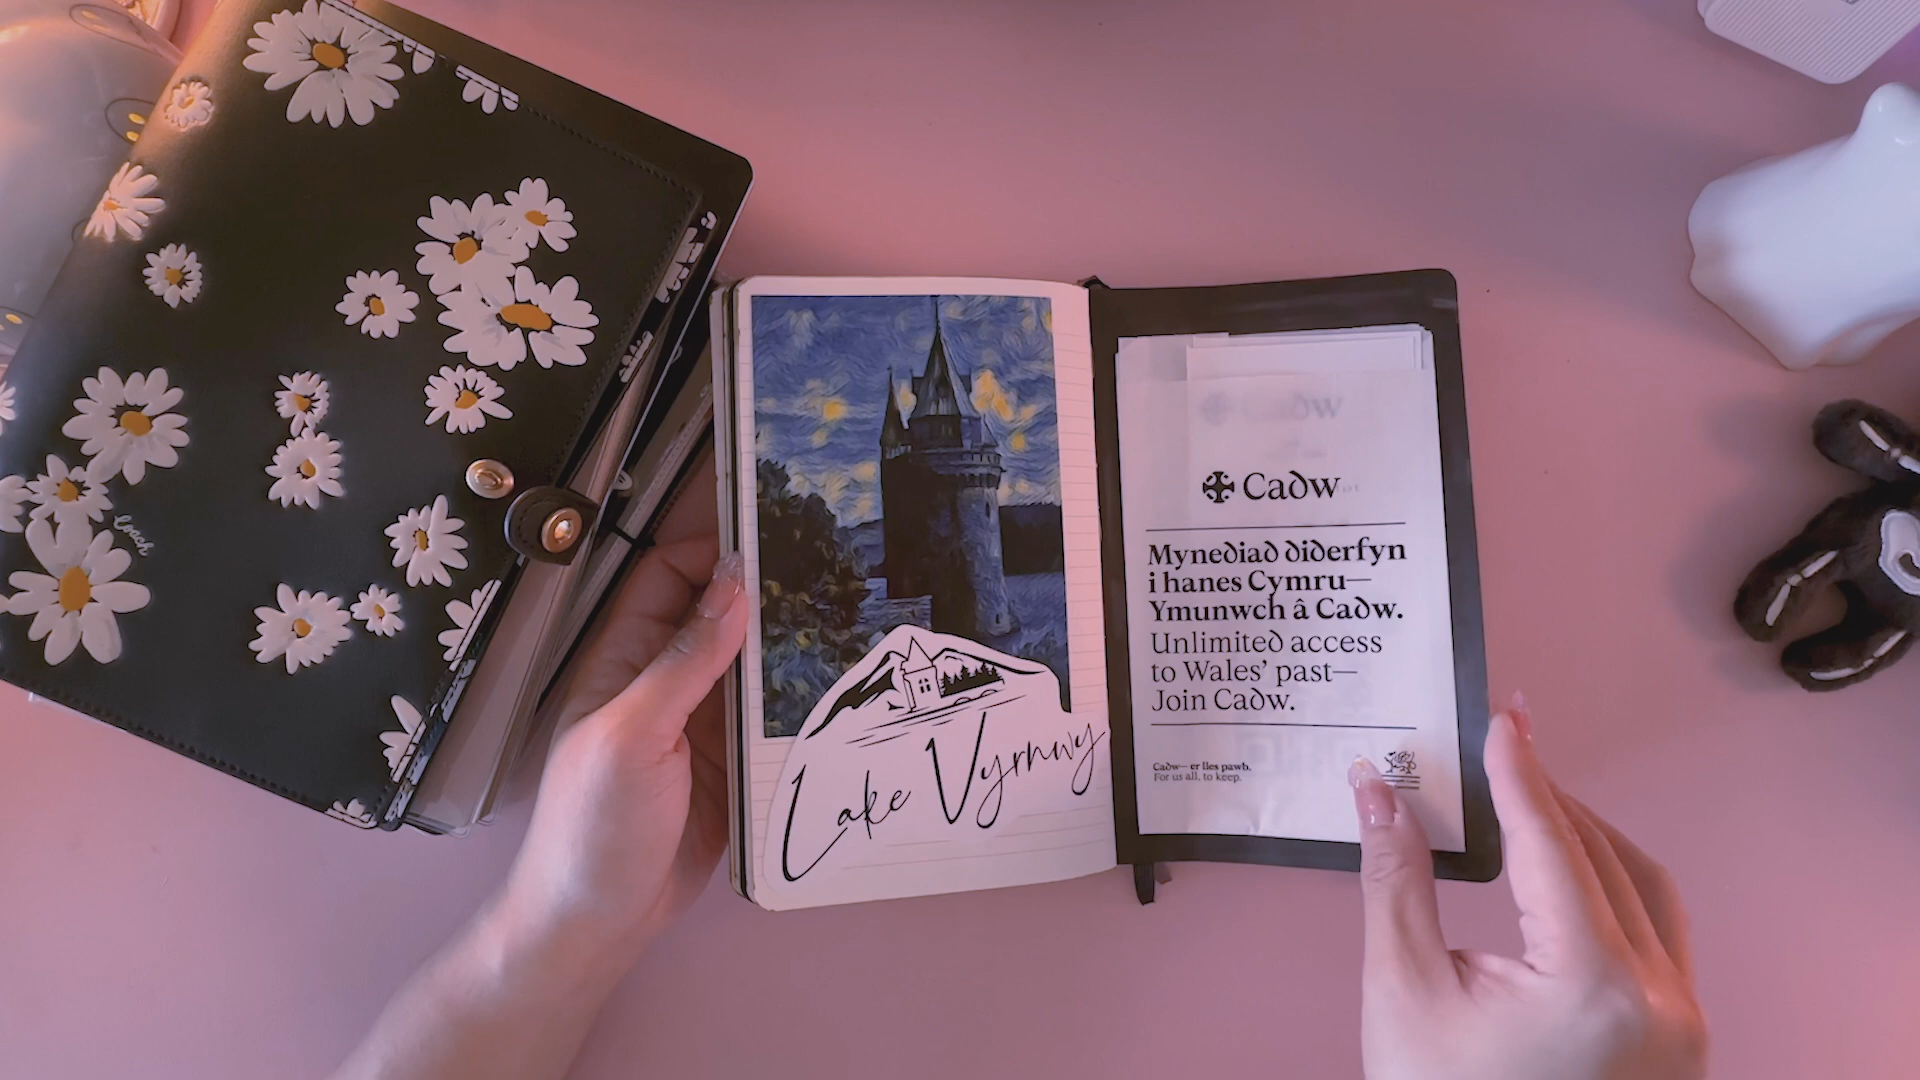 Coach
Lake Vyrnwy
Cadw
Mynediad diderfyn
i hanes Cymru—
Ymunwch â Cadw.
Unlimited access
to Wales’ past—
Join Cadw.
Cadw—er lles pawb.
For us all, to keep.